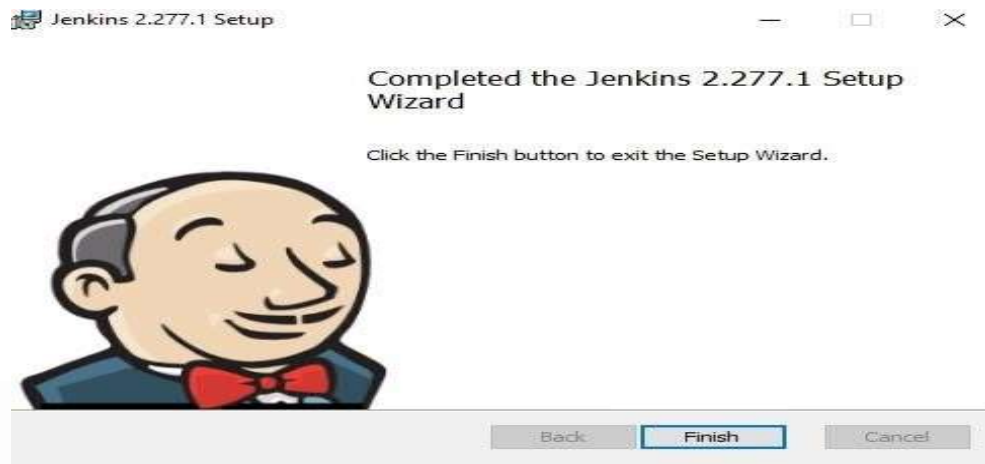 Jenkins 2.277.1 Setup
Completed the Jenkins 2.277.1 Setup
Wizard
Click the Finish button to exit the Setup Wizard.
Back
Finish
Cancel